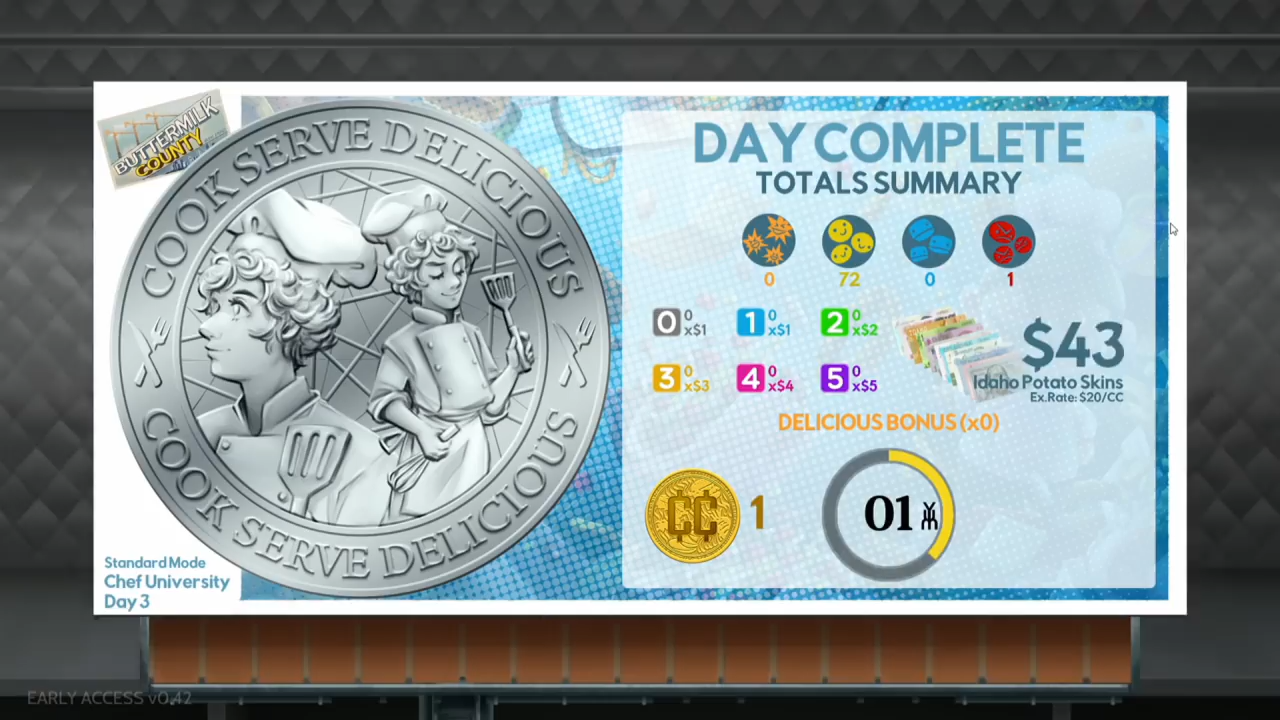 BUTTERMILK
COUNTY
COOK SERVE DELICIOUS
COOK SERVE DELICIOUS
Standard Mode
Chef University
Day 3
DAY COMPLETE
TOTALS SUMMARY
0 72 0 1
0 0 x$1 1 0 x$1 2 0 x$2
3 0 x$3 4 0 x$4 5 0 x$5
$43
Idaho Potato Skins
Ex.Rate: $20/CC
DELICIOUS BONUS (x0)
CC 1
01
EARLY ACCESS v0.42